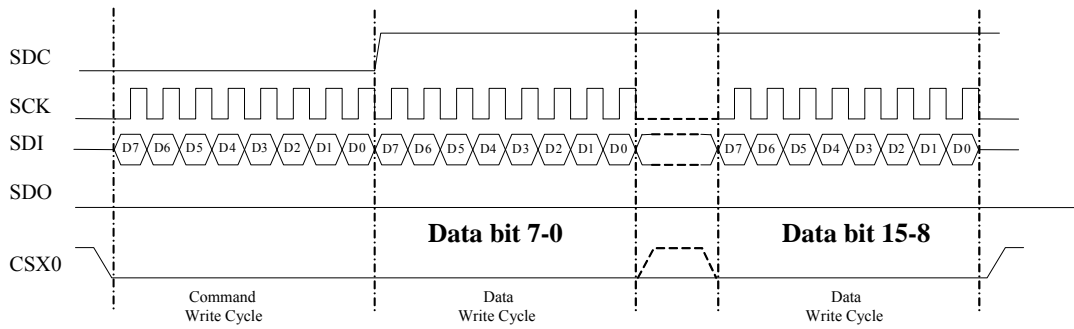 SDC
SCK
SDI D7 D6 D5 D4 D3 D2 D1 D0 D7 D6 D5 D4 D3 D2 D1 D0 D7 D6 D5 D4 D3 D2 D1 D0
SDO
Data bit 7-0 Data bit 15-8
CSX0
Command Data Data
Write Cycle Write Cycle Write Cycle